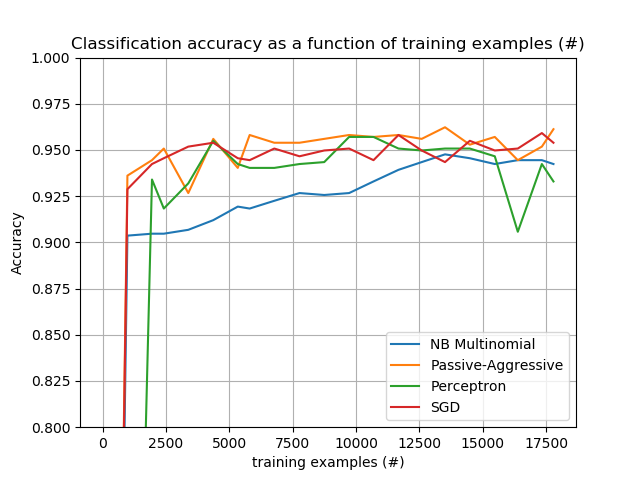 Classification accuracy as a function of training examples (#)
1.000
0.975
0.950
0.925
0.900
0.875
0.850
0.825
0.800
Accuracy
NB Multinomial
Passive-Aggressive
Perceptron
SGD
0 2500 5000 7500 10000 12500 15000 17500
training examples (#)